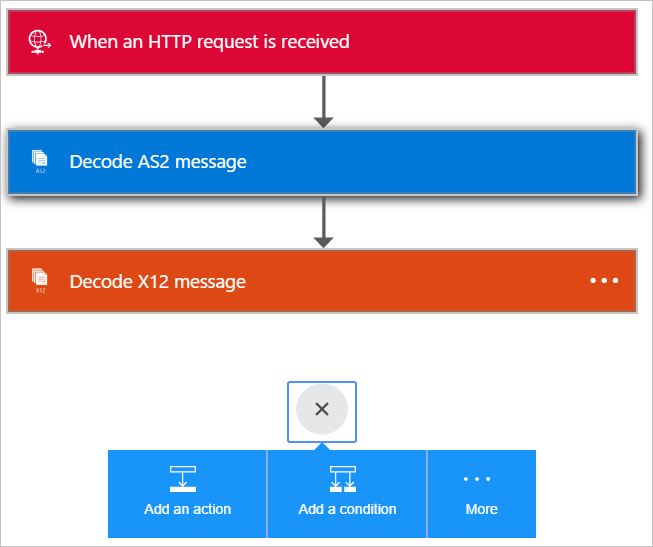 When an HTTP request is received
AS2
Decode AS2 message
X12
Decode X12 message
Add an action
Add a condition
More